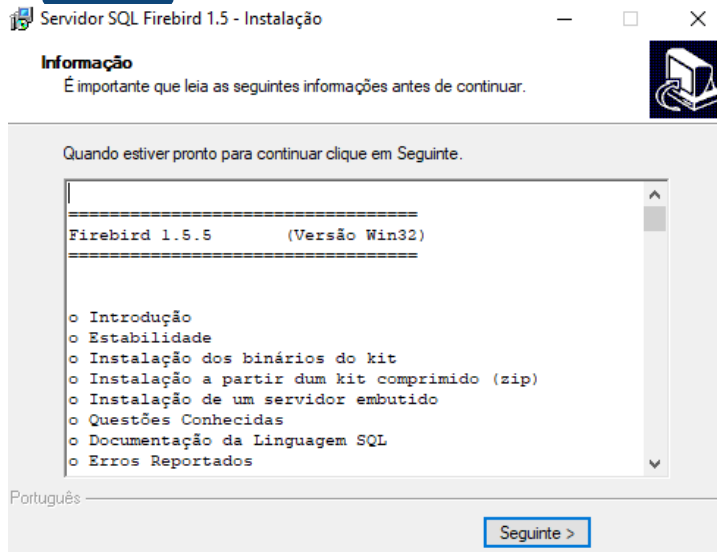 Servidor SQL Firebird 1.5 - Instalação
Informação
É importante que leia as seguintes informações antes de continuar.
Quando estiver pronto para continuar clique em Seguinte.
==================================
Firebird 1.5.5 (Versão Win32)
==================================
o Introdução
o Estabilidade
o Instalação dos binários do kit
o Instalação a partir dum kit comprimido (zip)
o Instalação de um servidor embutido
o Questões Conhecidas
o Documentação da Linguagem SQL
o Erros Reportados
Português
Seguinte >